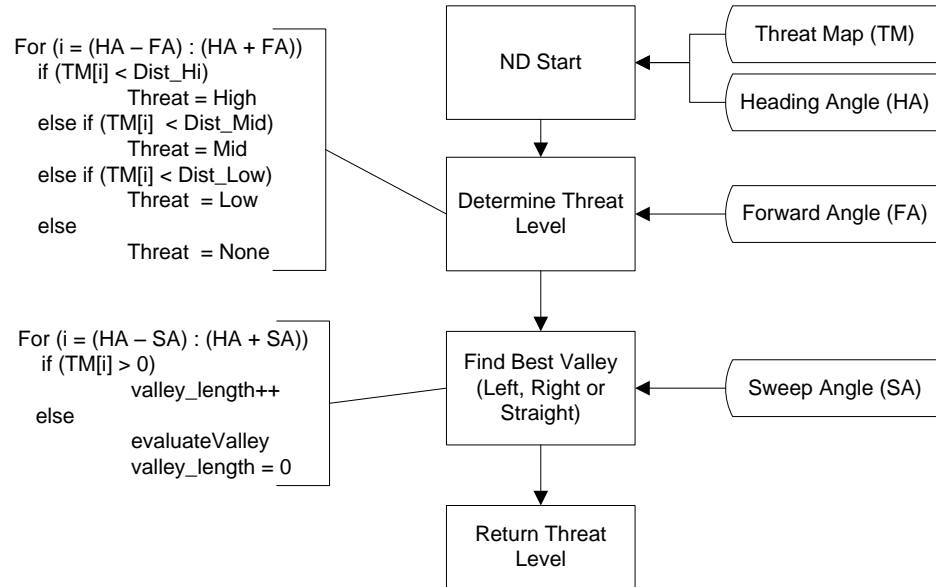 For (i = (HA – FA) : (HA + FA))
if (TM[i] < Dist_Hi)
Threat = High
else if (TM[i] < Dist_Mid)
Threat = Mid
else if (TM[i] < Dist_Low)
Threat = Low
else
Threat = None
ND Start
Threat Map (TM)
Heading Angle (HA)
Determine Threat
Level
Forward Angle (FA)
For (i = (HA – SA) : (HA + SA))
if (TM[i] > 0)
valley_length++
else
evaluateValley
valley_length = 0
Find Best Valley
(Left, Right or
Straight)
Sweep Angle (SA)
Return Threat
Level